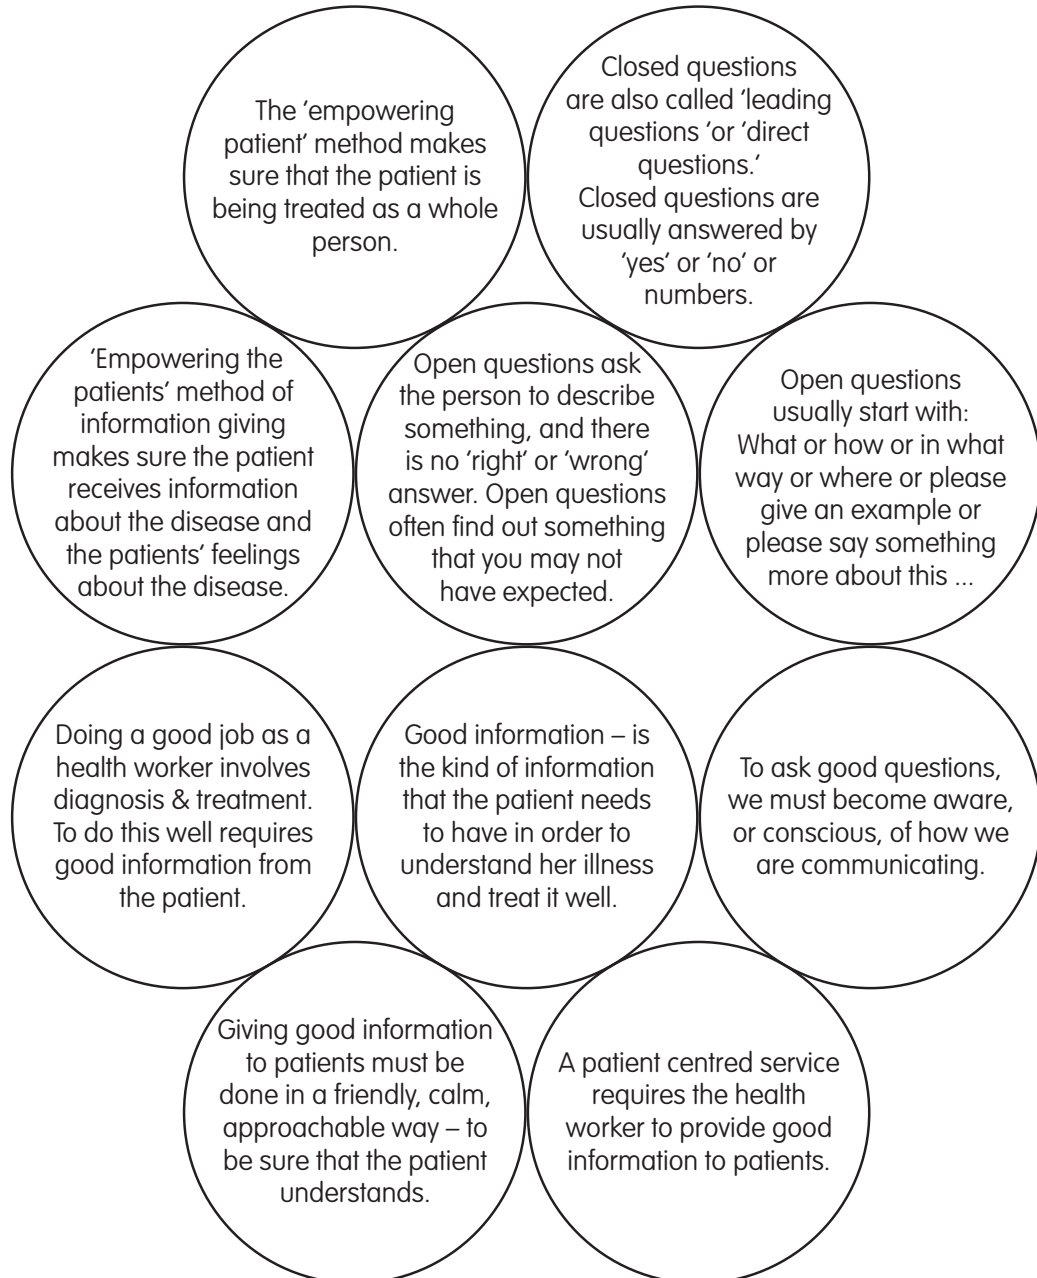 The ‘empowering
patient’ method makes
sure that the patient is
being treated as a whole
person.
Closed questions
are also called ‘leading
questions ‘or ‘direct
questions.’
Closed questions are
usually answered by
‘yes’ or ‘no’ or
numbers.
‘Empowering the
patients’ method of
information giving
makes sure the patient
receives information
about the disease and
the patients’ feelings
about the disease.
Open questions ask
the person to describe
something, and there
is no ‘right’ or ‘wrong’
answer. Open questions
often find out something
that you may not
have expected.
Open questions
usually start with:
What or how or in what
way or where or please
give an example or
please say something
more about this ...
Doing a good job as a
health worker involves
diagnosis & treatment.
To do this well requires
good information from
the patient.
Good information – is
the kind of information
that the patient needs
to have in order to
understand her illness
and treat it well.
To ask good questions,
we must become aware,
or conscious, of how we
are communicating.
Giving good information
to patients must be
done in a friendly, calm,
approachable way – to
be sure that the patient
understands.
A patient centred service
requires the health
worker to provide good
information to patients.